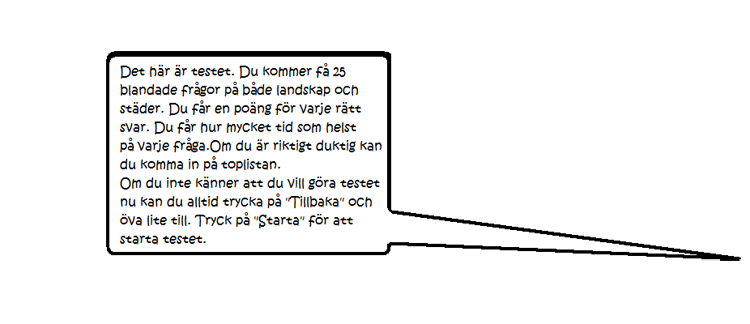 Det här är testet. Du kommer få 25
blandade frågor på både landskap och
städer. Du får en poäng för varje rätt
svar. Du får hur mycket tid som helst
på varje fråga.Om du är riktigt duktig kan
du komma in på toplistan.
Om du inte känner att du vill göra testet
nu kan du alltid trycka på "Tillbaka" och
öva lite till. Tryck på "Starta" för att
starta testet.